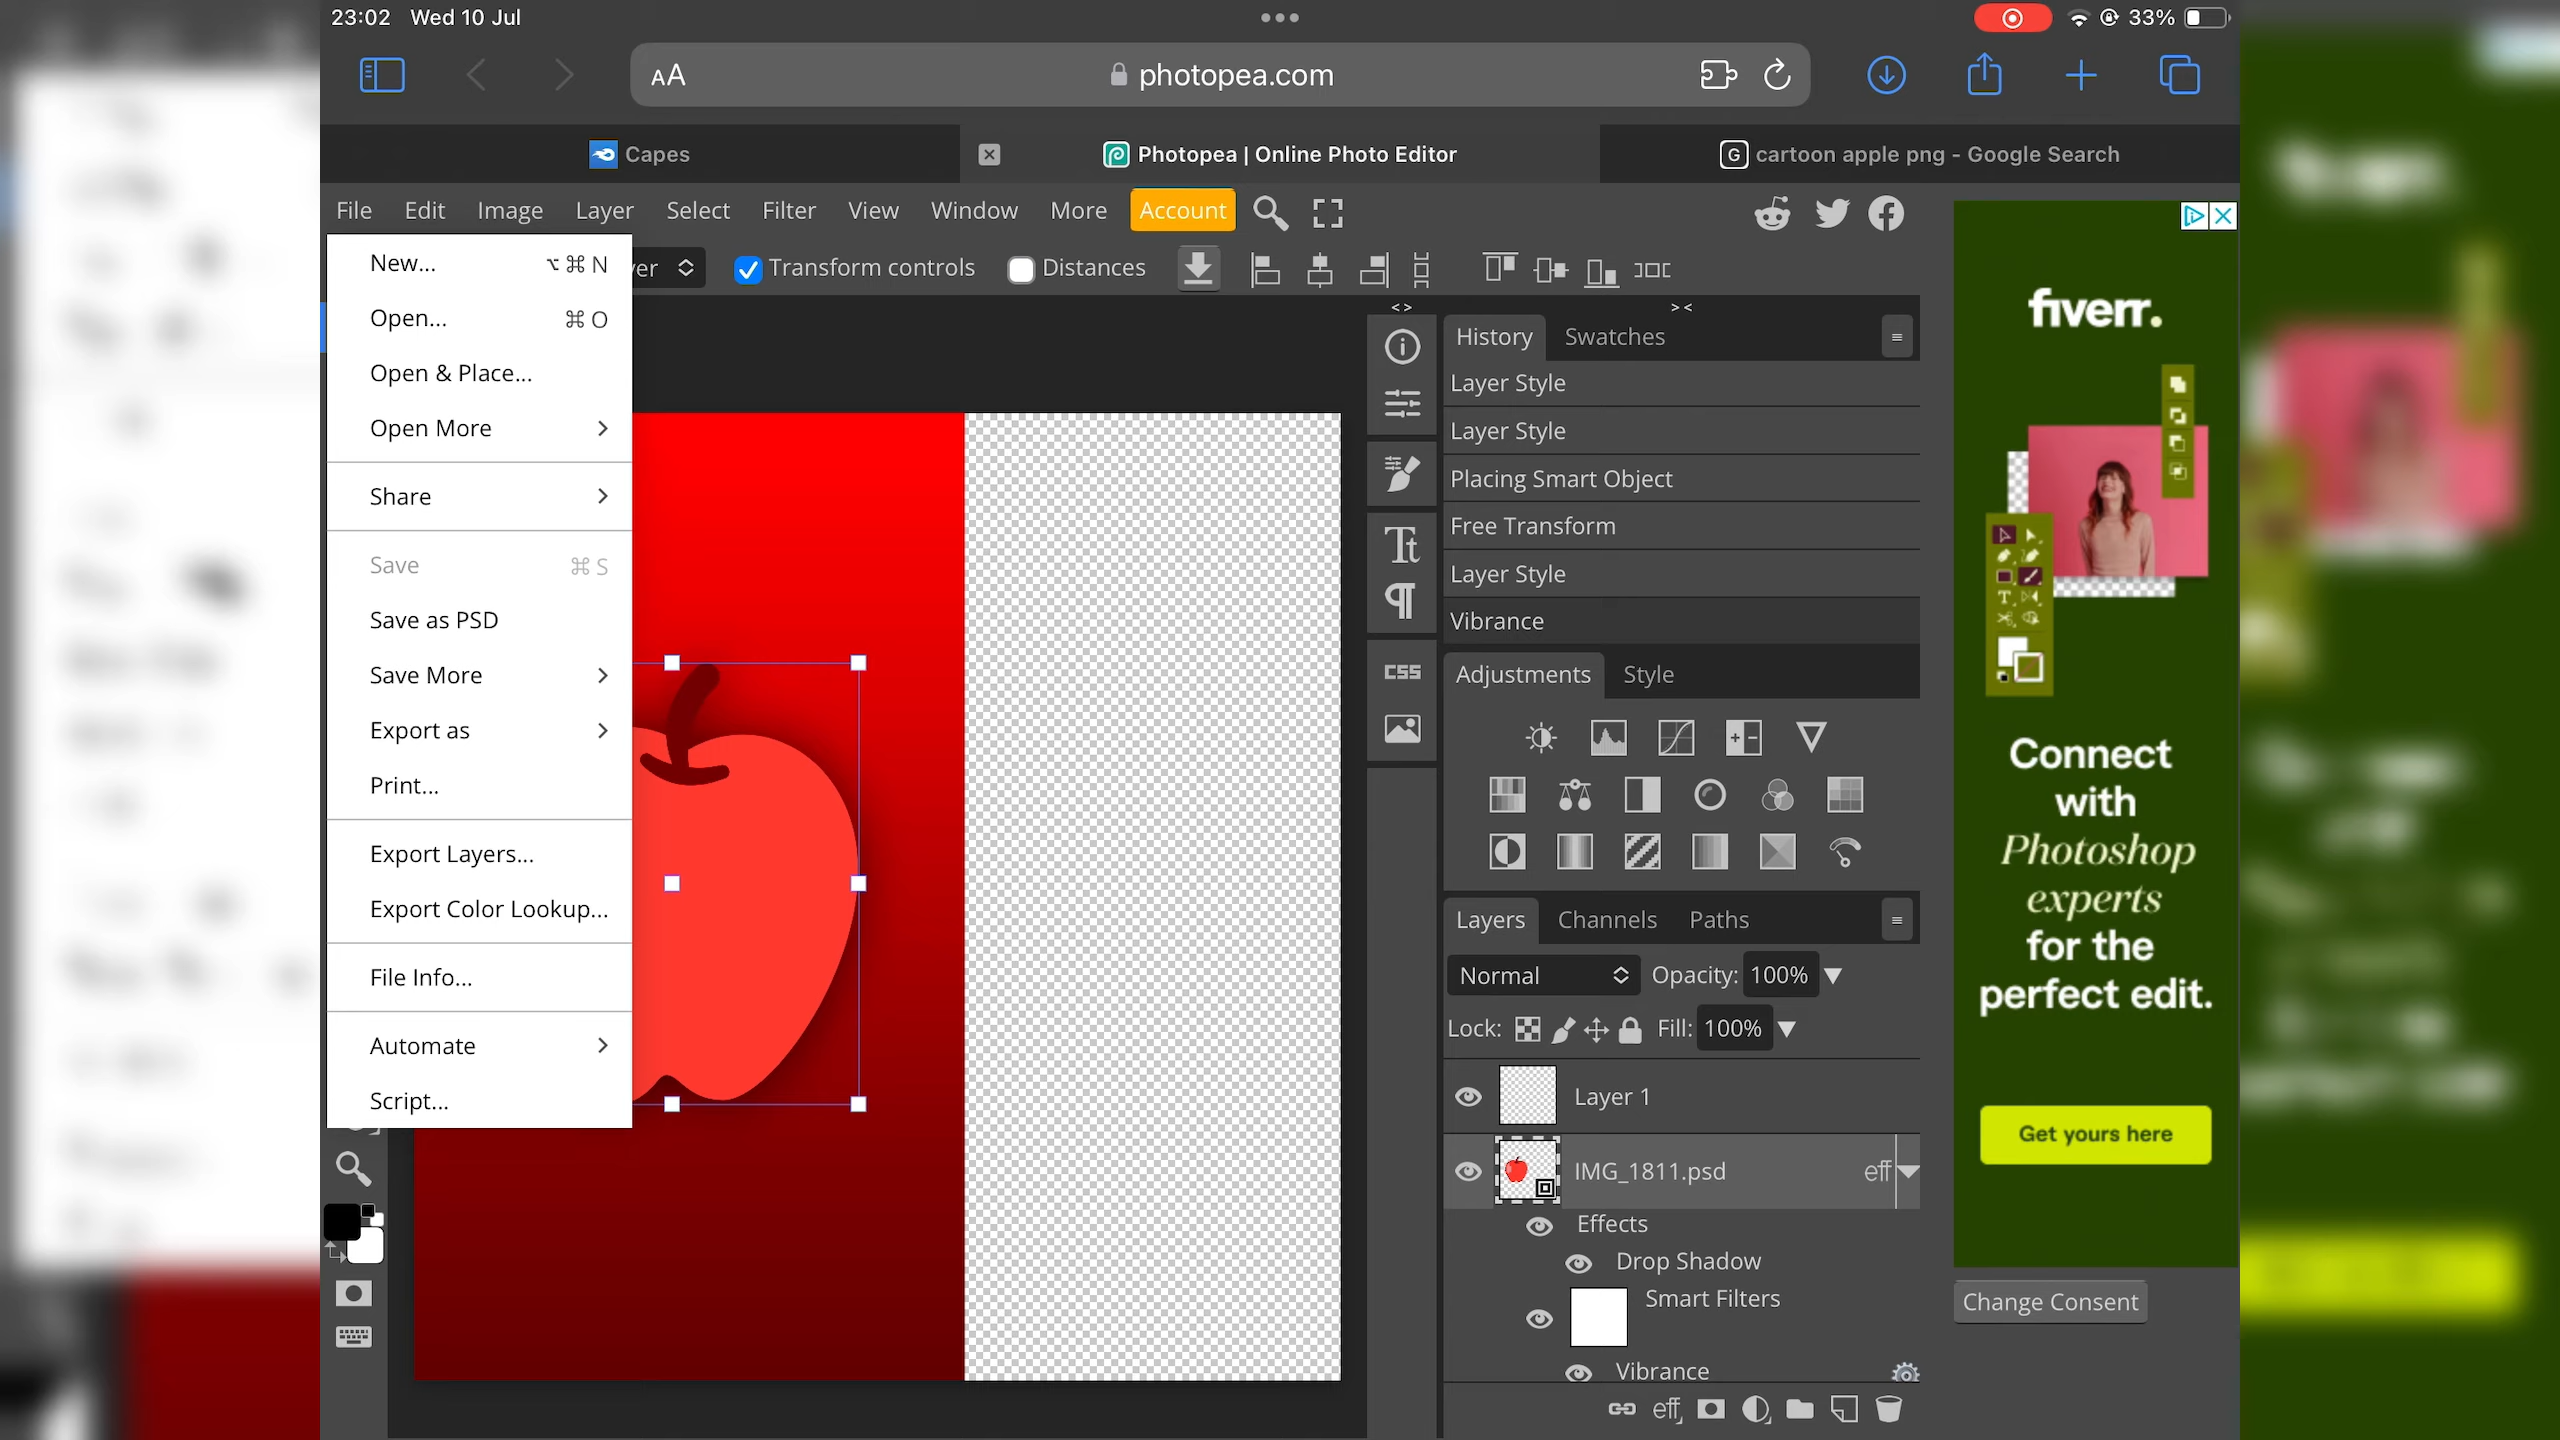 23:02 Wed 10 Jul
33%
AA
photopea.com
Capes
Photopea | Online Photo Editor
G cartoon apple png - Google Search
File Edit Image Layer Select Filter View Window More Account
New... ⌥ ⌘ N
Open... ⌘ O
Open & Place...
Open More
Share
Save ⌘ S
Save as PSD
Save More
Export as
Print...
Export Layers...
Export Color Lookup...
File Info...
Automate
Script...
er
Transform controls
Distances
< >
> <
History Swatches
Layer Style
Layer Style
Placing Smart Object
Free Transform
Layer Style
Vibrance
CSS
Adjustments Style
Layers Channels Paths
Normal Opacity: 100%
Lock: Fill: 100%
Layer 1
IMG_1811.psd eff
Effects
Drop Shadow
Smart Filters
Vibrance
eff
fiverr.
Connect
with
Photoshop
experts
for the
perfect edit.
Get yours here
Change Consent